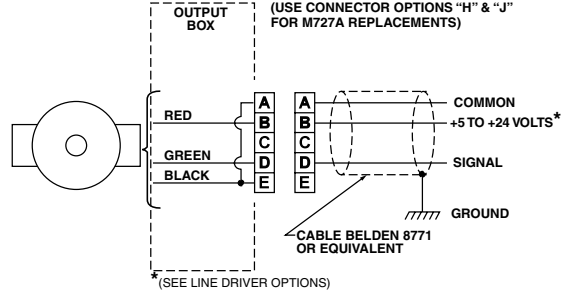 OUTPUT
BOX
(USE CONNECTOR OPTIONS “H” & “J”
FOR M727A REPLACEMENTS)
A
B
C
D
E
A
B
C
D
E
RED
GREEN
BLACK
COMMON
+5 TO +24 VOLTS*
SIGNAL
GROUND
CABLE BELDEN 8771
OR EQUIVALENT
*(SEE LINE DRIVER OPTIONS)